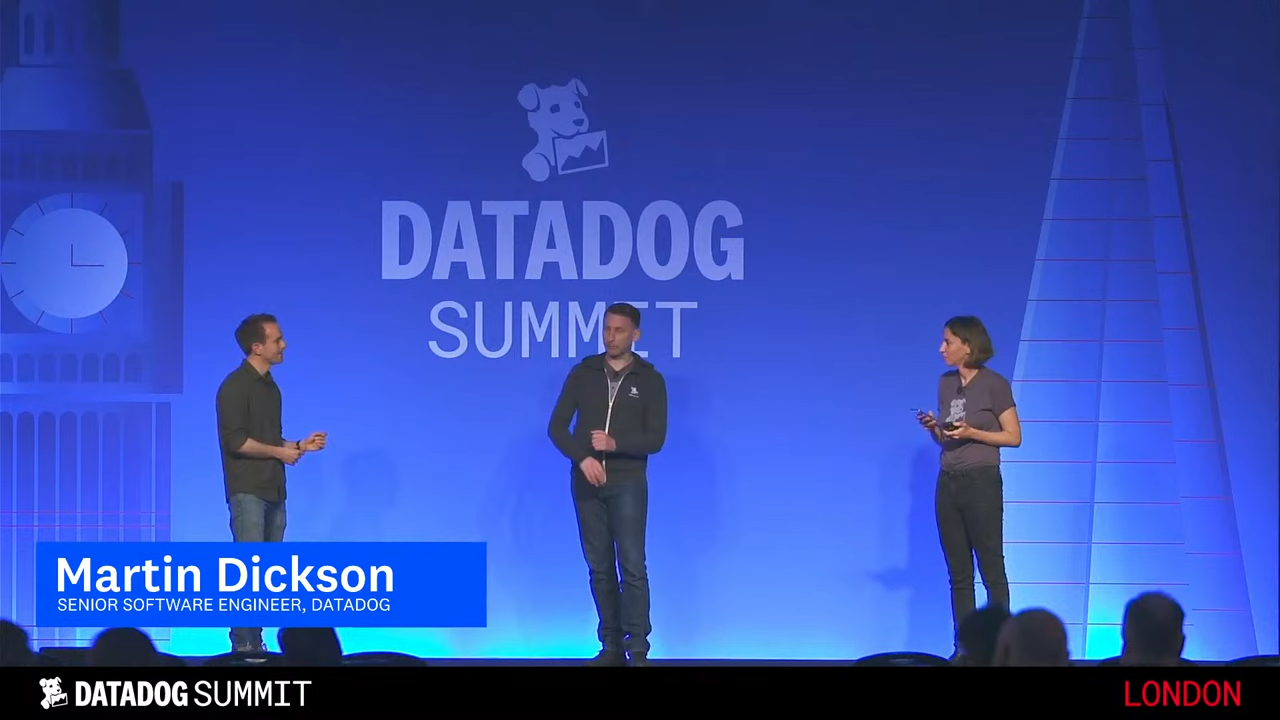 DATADOG
SUMMIT
Martin Dickson
SENIOR SOFTWARE ENGINEER, DATADOG
DATADOG SUMMIT
LONDON